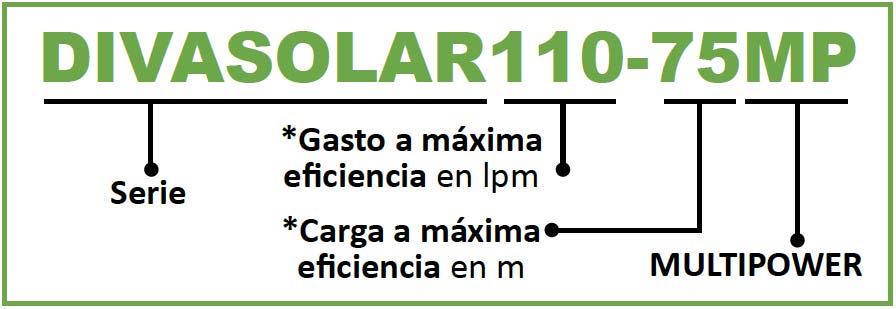 DIVASOLAR110-75MP
*Gasto a máxima
eficiencia en lpm
Serie
*Carga a máxima
eficiencia en m
MULTIPOWER